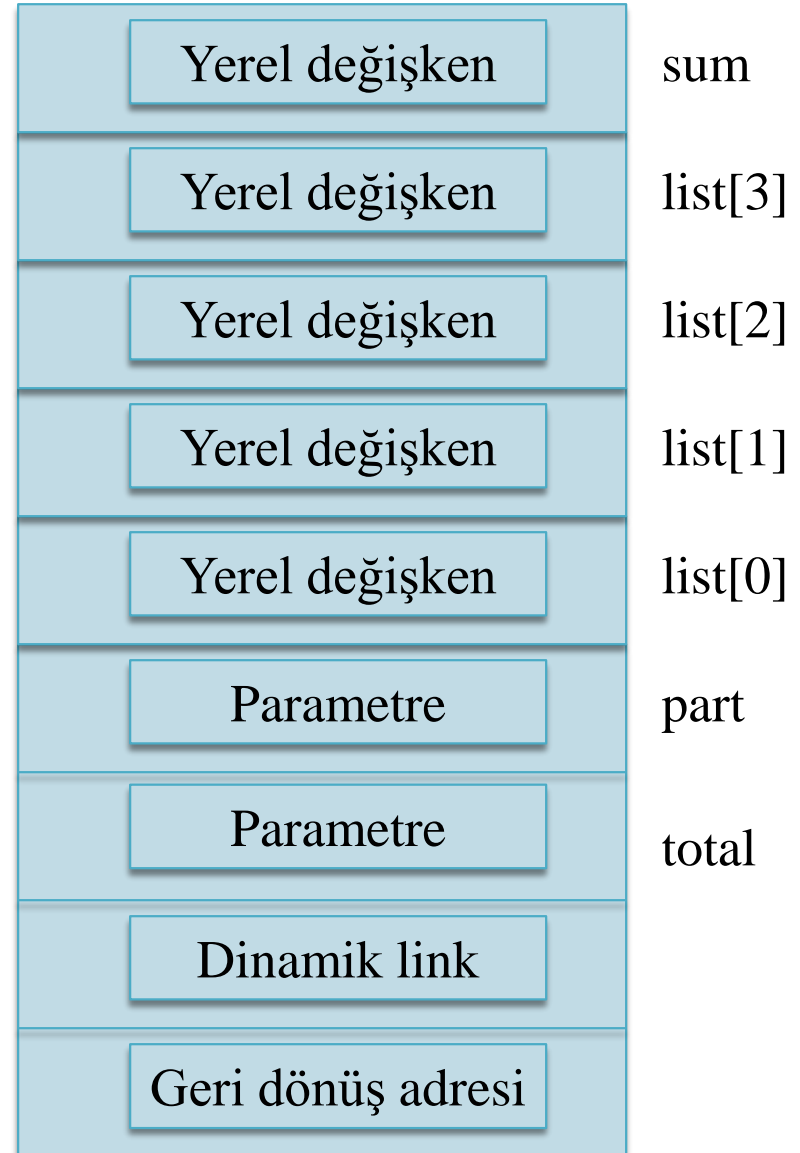 Yerel değişken sum
Yerel değişken list[3]
Yerel değişken list[2]
Yerel değişken list[1]
Yerel değişken list[0]
Parametre part
Parametre total
Dinamik link
Geri dönüş adresi